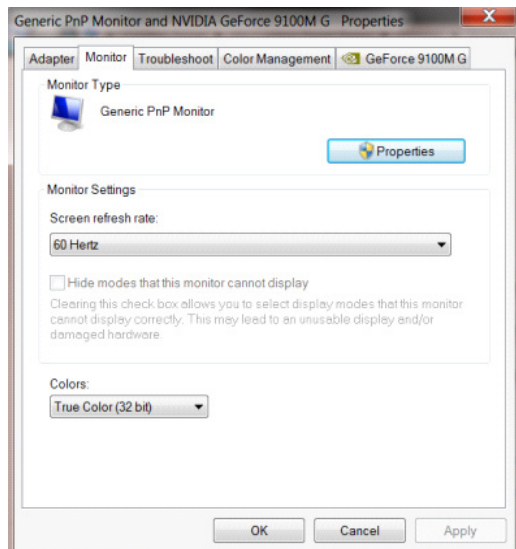 Generic PnP Monitor and NVIDIA GeForce 9100M G   Properties
Adapter Monitor Troubleshoot Color Management GeForce 9100M G
Monitor Type
Generic PnP Monitor
Properties
Monitor Settings
Screen refresh rate:
60 Hertz
Hide modes that this monitor cannot display
Clearing this check box allows you to select display modes that this monitor
cannot display correctly. This may lead to an unusable display and/or
damaged hardware.
Colors:
True Color (32 bit)
OK Cancel Apply